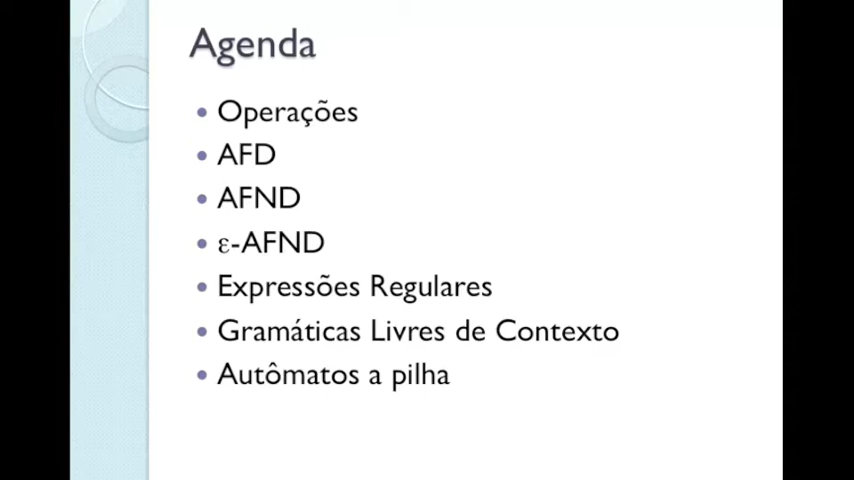 Agenda
• Operações
• AFD
• AFND
• ε-AFND
• Expressões Regulares
• Gramáticas Livres de Contexto
• Autômatos a pilha